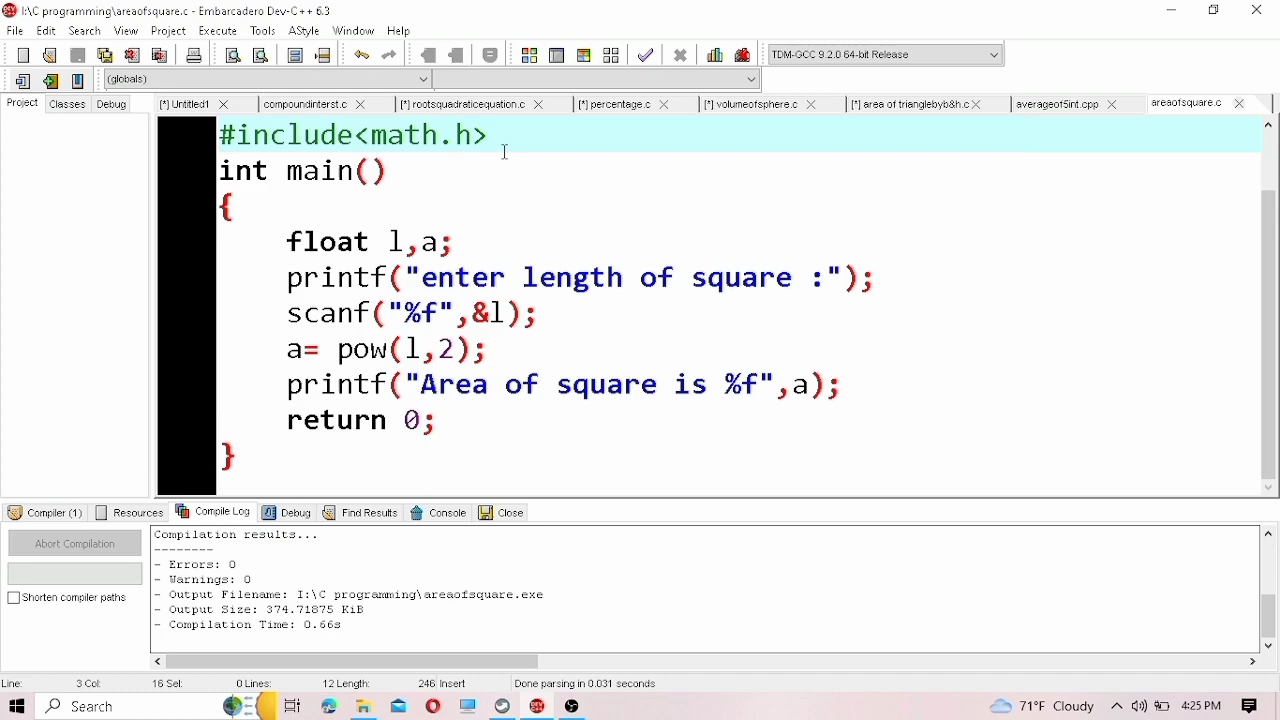 I:\C programming\areaofsquare.c - Embarcadero Dev-C++ 6.3
File Edit Search View Project Execute Tools AStyle Window Help
TDM-GCC 9.2.0 64-bit Release
(globals)
Project Classes Debug
[*] Untitled1 compoundinterst.c [*] rootsquadraticequation.c [*] percentage.c [*] volumeofsphere.c [*] area of trianglebyb&h.c averageof5int.cpp areaofsquare.c
#include<math.h>
int main()
{
float l,a;
printf("enter length of square :");
scanf("%f",&l);
a= pow(l,2);
printf("Area of square is %f",a);
return 0;
}
Compiler (1) Resources Compile Log Debug Find Results Console Close
Abort Compilation
Shorten compiler paths
Compilation results...
--------
- Errors: 0
- Warnings: 0
- Output Filename: I:\C programming\areaofsquare.exe
- Output Size: 374.71875 KiB
- Compilation Time: 0.66s
Line: 3 Col: 16 Sel: 0 Lines: 12 Length: 246 Insert Done parsing in 0.031 seconds
Search 71°F Cloudy 4:25 PM